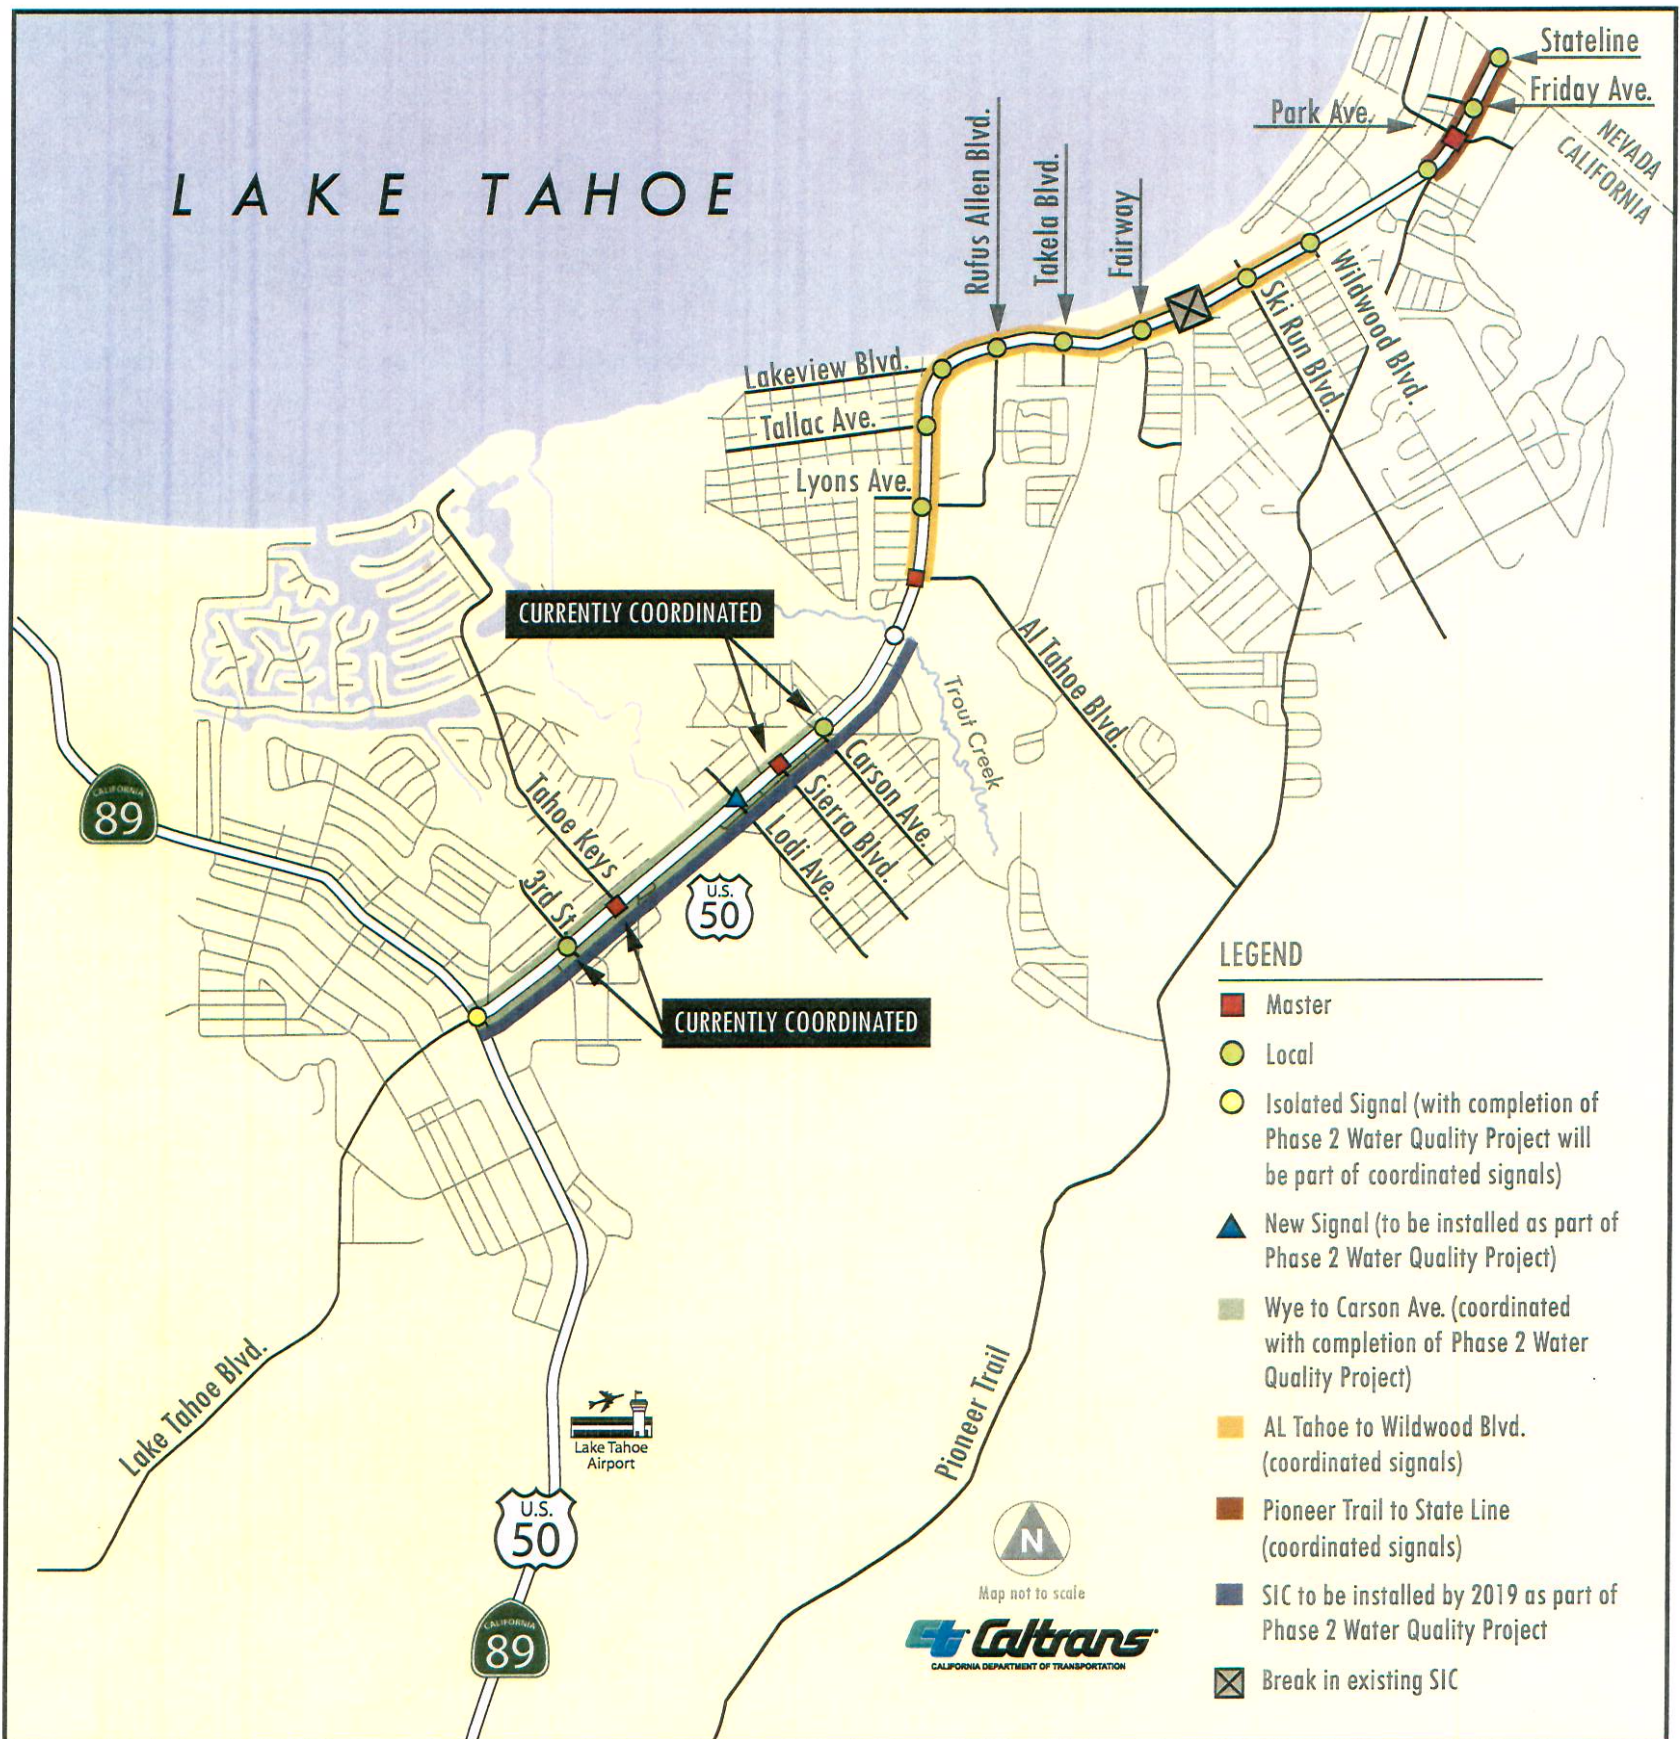 Stateline
Friday Ave.
Park Ave.
NEVADA
CALIFORNIA
LAKE TAHOE
Rufus Allen Blvd.
Takela Blvd.
Fairway
Wildwood Blvd.
Ski Run Blvd.
Lakeview Blvd.
Tallac Ave.
Lyons Ave.
CURRENTLY COORDINATED
Al Tahoe Blvd.
Trout Creek
Carson Ave.
Sierra Blvd.
Lodi Ave.
Tahoe Keys
3rd St.
CALIFORNIA
89
U.S.
50
CURRENTLY COORDINATED
Lake Tahoe Blvd.
Lake Tahoe
Airport
U.S.
50
CALIFORNIA
89
Pioneer Trail
N
Map not to scale
ct Caltrans
CALIFORNIA DEPARTMENT OF TRANSPORTATION
LEGEND
Master
Local
Isolated Signal (with completion of
Phase 2 Water Quality Project will
be part of coordinated signals)
New Signal (to be installed as part of
Phase 2 Water Quality Project)
Wye to Carson Ave. (coordinated
with completion of Phase 2 Water
Quality Project)
AL Tahoe to Wildwood Blvd.
(coordinated signals)
Pioneer Trail to State Line
(coordinated signals)
SIC to be installed by 2019 as part of
Phase 2 Water Quality Project
Break in existing SIC